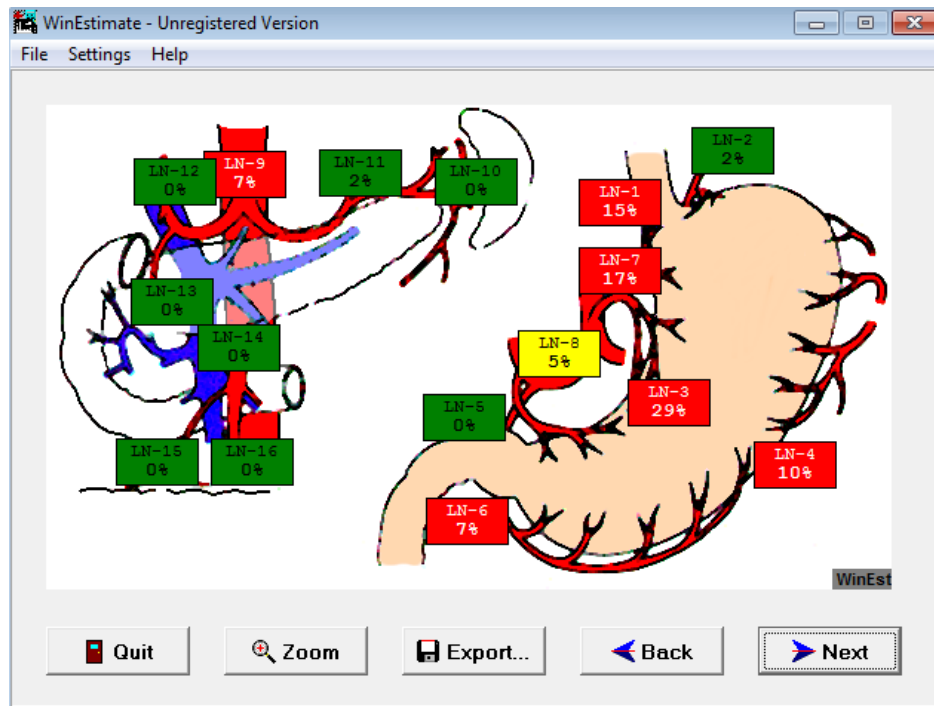 WinEstimate - Unregistered Version
File Settings Help
LN-2
2%
LN-12
0%
LN-9
7%
LN-11
2%
LN-10
0%
LN-1
15%
LN-7
17%
LN-13
0%
LN-14
0%
LN-8
5%
LN-3
29%
LN-5
0%
LN-15
0%
LN-16
0%
LN-4
10%
LN-6
7%
WinEst
Quit Zoom Export... Back Next